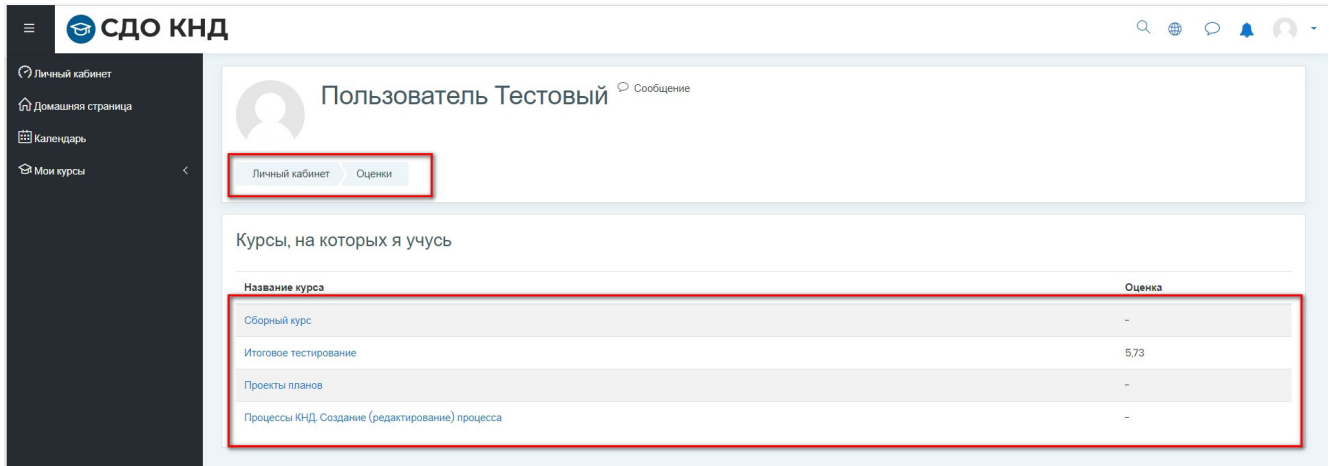 СДО КНД
Личный кабинет
Домашняя страница
Календарь
Мои курсы
Пользователь Тестовый Сообщение
Личный кабинет Оценки
Курсы, на которых я учусь
Название курса Оценка
Сборный курс -
Итоговое тестирование 5,73
Проекты планов -
Процессы КНД. Создание (редактирование) процесса -